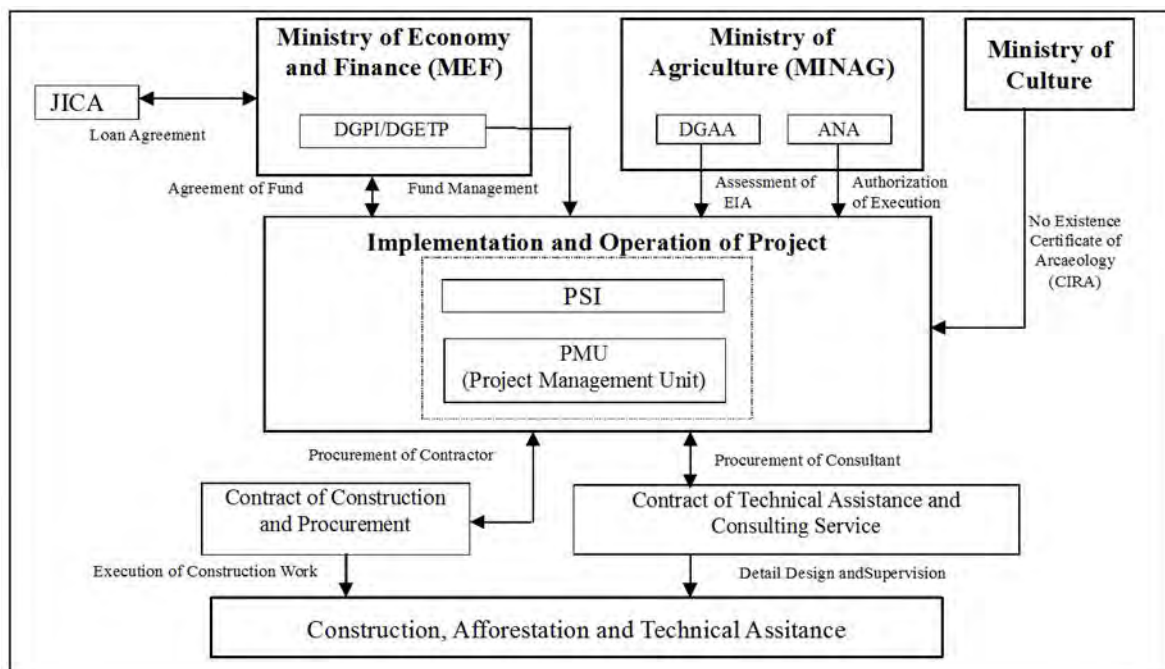 Ministry of Economy
and Finance (MEF)
Ministry of
Agriculture (MINAG)
Ministry of
Culture
JICA
Loan Agreement
DGPI/DGETP
DGAA
ANA
Agreement of Fund
Fund Management
Assessment of
EIA
Authorization
of Execution
No Existence
Certificate of
Arcaeology
(CIRA)
Implementation and Operation of Project
PSI
PMU
(Project Management Unit)
Procurement of Contractor
Procurement of Consultant
Contract of Construction
and Procurement
Contract of Technical Assistance and
Consulting Service
Execution of Construction Work
Detail Design andSupervision
Construction, Afforestation and Technical Assitance